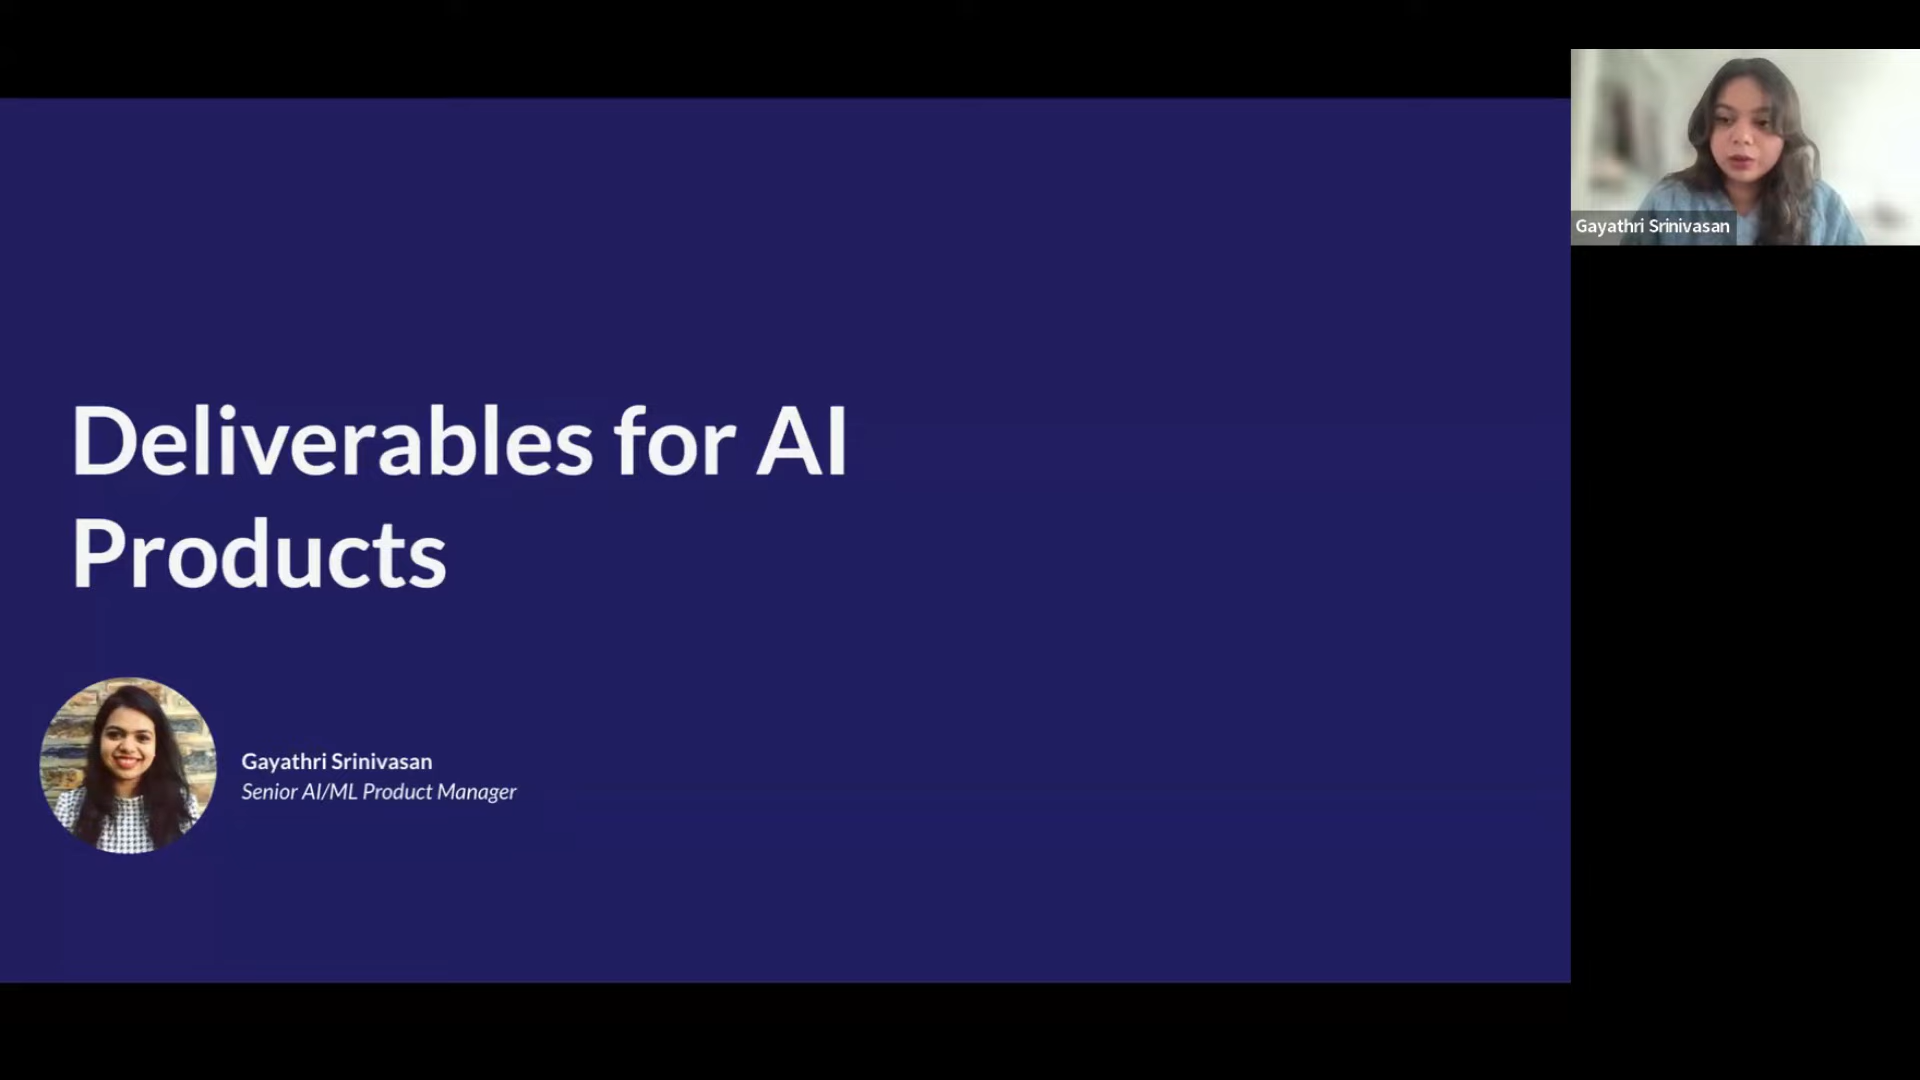 Deliverables for AI
Products
Gayathri Srinivasan
Senior AI/ML Product Manager
Gayathri Srinivasan